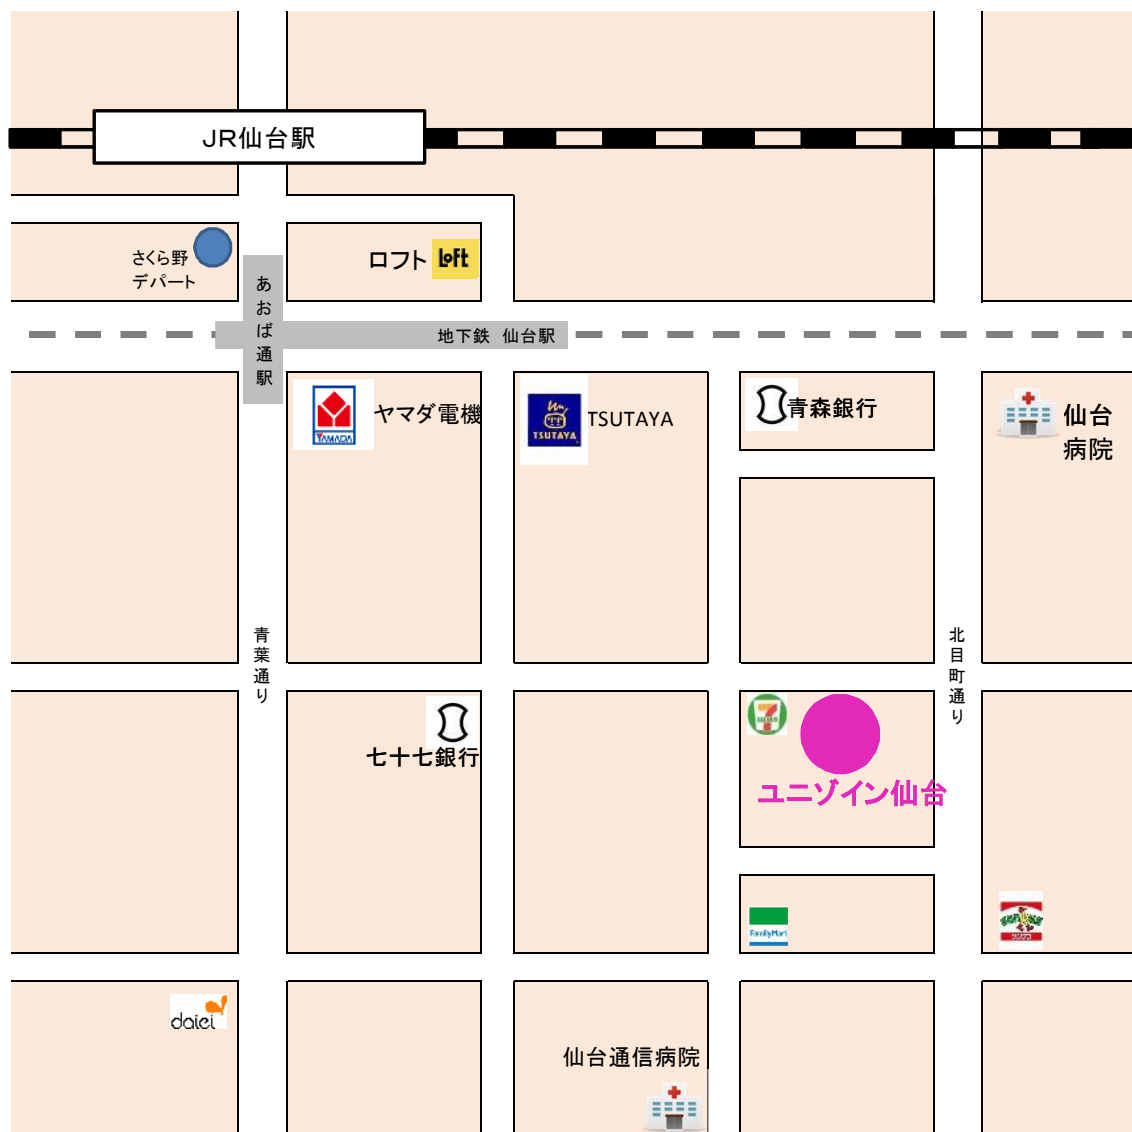 JR仙台駅
さくら野
デパート
ロフト
LoFt
あおば通駅
地下鉄 仙台駅
YAMADA
ヤマダ電機
TSUTAYA
TSUTAYA
青森銀行
仙台
病院
青葉通り
北目町通り
七十七銀行
7
ユニゾイン仙台
FamilyMart
daiei
仙台通信病院